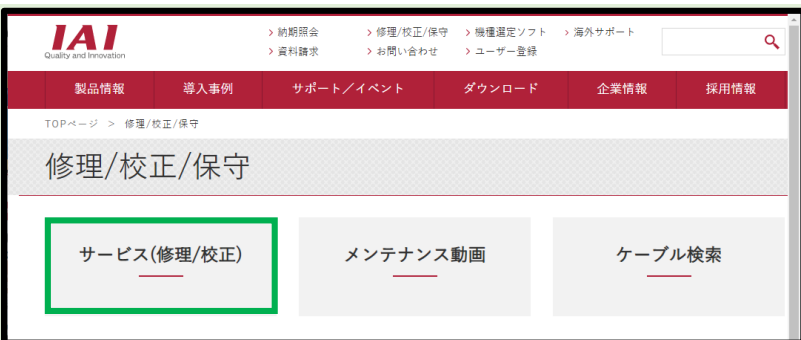 IAI
Quality and Innovation
> 納期照会 > 修理/校正/保守 > 機種選定ソフト > 海外サポート
> 資料請求 > お問い合わせ > ユーザー登録
製品情報 導入事例 サポート／イベント ダウンロード 企業情報 採用情報
TOPページ > 修理/校正/保守
修理/校正/保守
サービス(修理/校正) メンテナンス動画 ケーブル検索